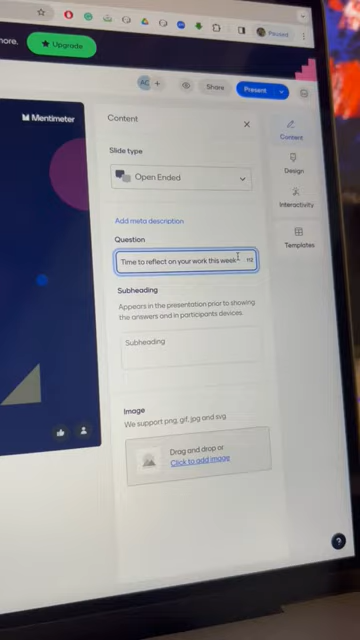 more.
Upgrade
Paused
AC
Share
Present
Mentimeter
Content
Slide type
Open Ended
Add meta description
Question
Time to reflect on your work this week
112
Subheading
Appears in the presentation prior to showing
the answers and in participants devices.
Subheading
Image
We support png, gif, jpg and svg
Drag and drop or
Click to add image
Content
Design
Interactivity
Templates
?